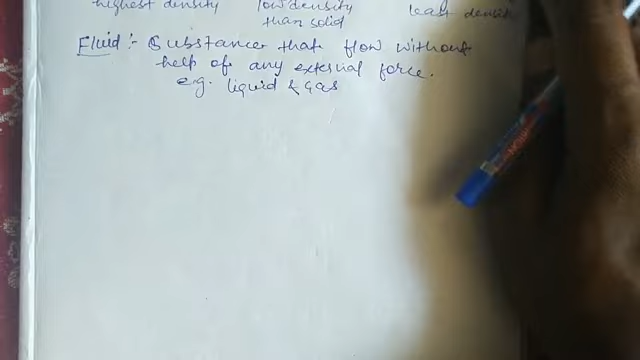 highest density low density least density
than solid
Fluid :- Substances that flow without
help of any external force.
e.g. liquid & Gas